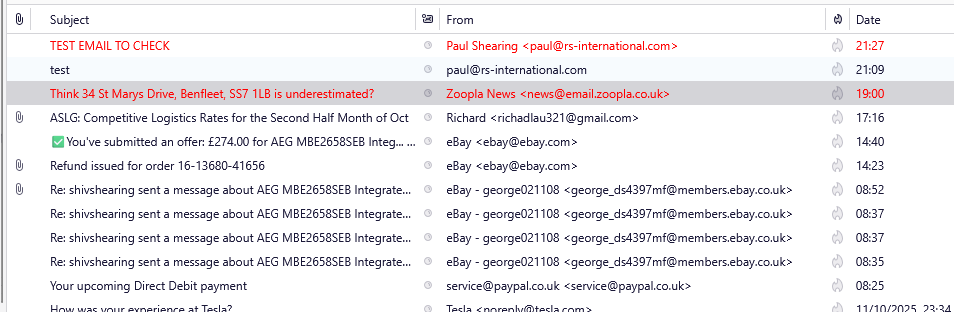 Subject From Date
TEST EMAIL TO CHECK Paul Shearing <paul@rs-international.com> 21:27
test paul@rs-international.com 21:09
Think 34 St Marys Drive, Benfleet, SS7 1LB is underestimated? Zoopla News <news@email.zoopla.co.uk> 19:00
ASLG: Competitive Logistics Rates for the Second Half Month of Oct Richard <richadlau321@gmail.com> 17:16
✅ You've submitted an offer: £274.00 for AEG MBE2658SEB Integ... ... eBay <ebay@ebay.com> 14:40
Refund issued for order 16-13680-41656 eBay <ebay@ebay.com> 14:23
Re: shivshearing sent a message about AEG MBE2658SEB Integrate... eBay - george021108 <george_ds4397mf@members.ebay.co.uk> 08:52
Re: shivshearing sent a message about AEG MBE2658SEB Integrate... eBay - george021108 <george_ds4397mf@members.ebay.co.uk> 08:37
Re: shivshearing sent a message about AEG MBE2658SEB Integrate... eBay - george021108 <george_ds4397mf@members.ebay.co.uk> 08:37
Re: shivshearing sent a message about AEG MBE2658SEB Integrate... eBay - george021108 <george_ds4397mf@members.ebay.co.uk> 08:35
Your upcoming Direct Debit payment service@paypal.co.uk <service@paypal.co.uk> 08:25
How was your experience at Tesla? Tesla <noreply@tesla.com> 11/10/2025, 23:34